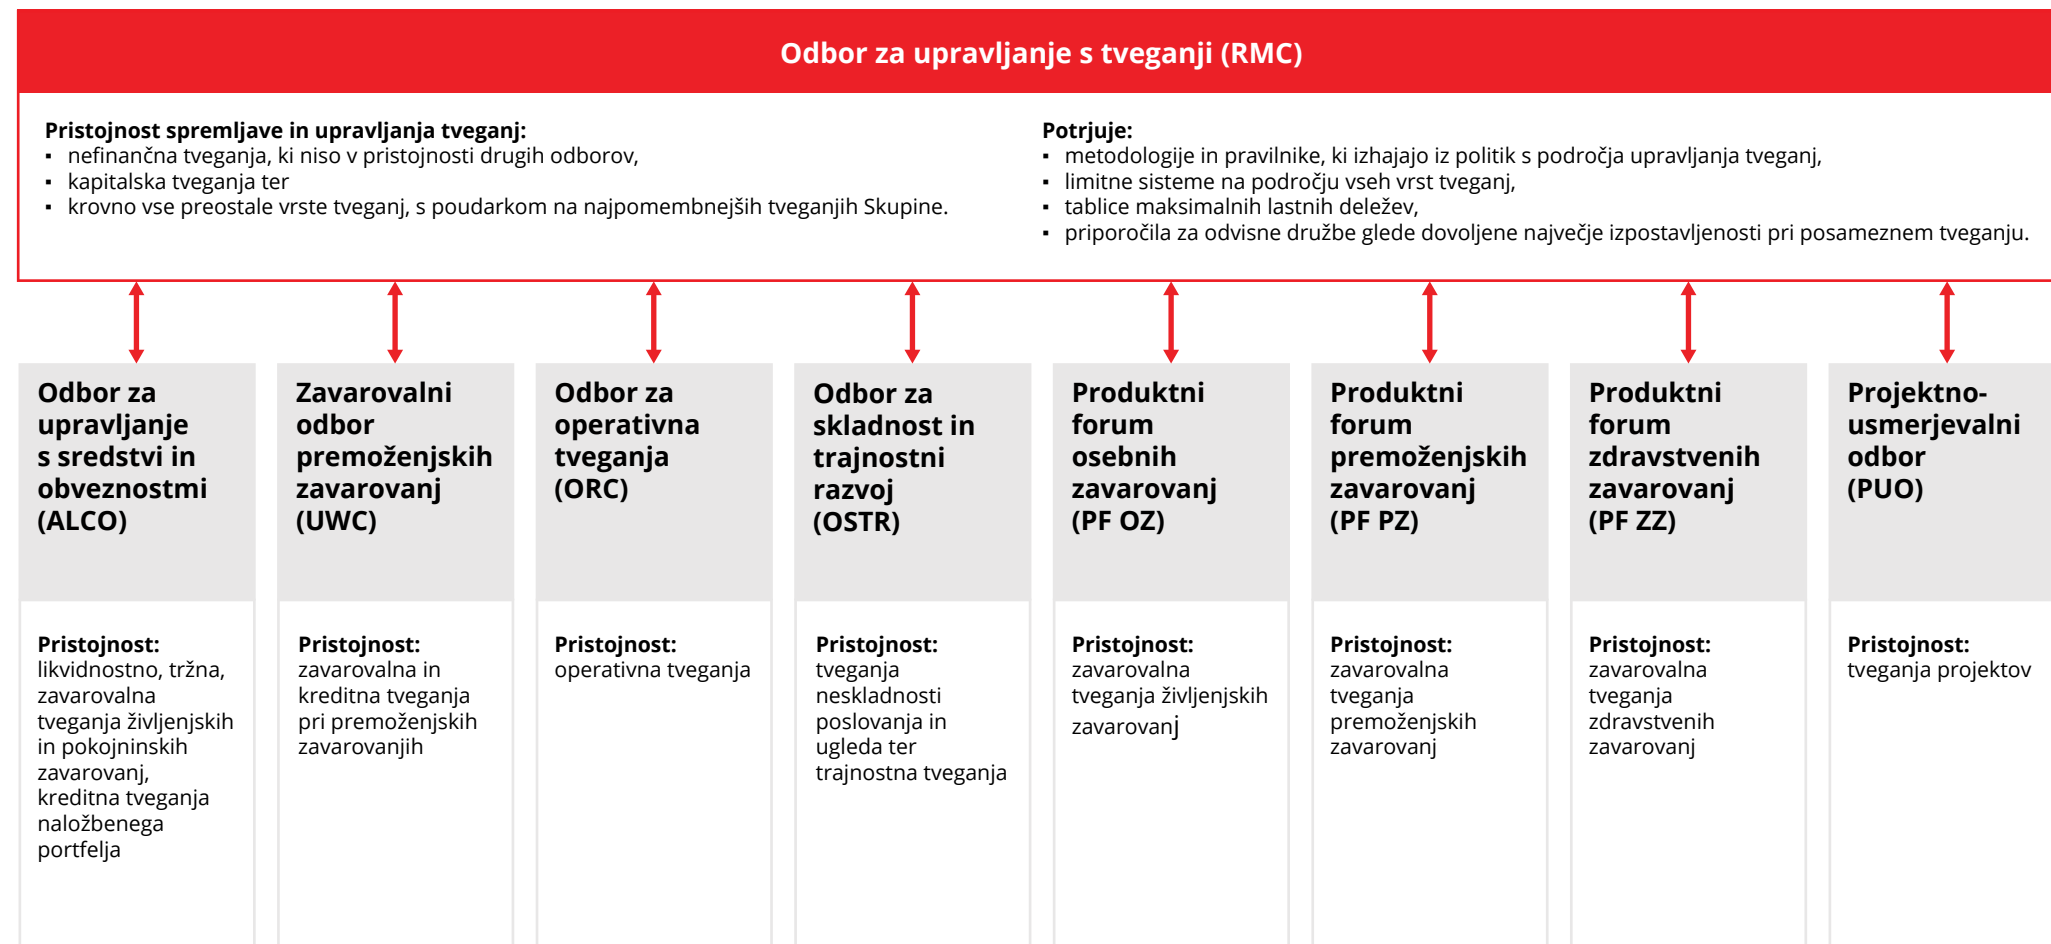 Odbor za upravljanje s tveganji (RMC)
Pristojnost spremljave in upravljanja tveganj:
▪ nefinančna tveganja, ki niso v pristojnosti drugih odborov,
▪ kapitalska tveganja ter
▪ krovno vse preostale vrste tveganj, s poudarkom na najpomembnejših tveganjih Skupine.
Potrjuje:
▪ metodologije in pravilnike, ki izhajajo iz politik s področja upravljanja tveganj,
▪ limitne sisteme na področju vseh vrst tveganj,
▪ tablice maksimalnih lastnih deležev,
▪ priporočila za odvisne družbe glede dovoljene največje izpostavljenosti pri posameznem tveganju.
Odbor za
upravljanje
s sredstvi in
obveznostmi
(ALCO)
Pristojnost:
likvidnostno, tržna,
zavarovalna
tveganja življenjskih
in pokojninskih
zavarovanj,
kreditna tveganja
naložbenega
portfelja
Zavarovalni
odbor
premoženjskih
zavarovanj
(UWC)
Pristojnost:
zavarovalna in
kreditna tveganja
pri premoženjskih
zavarovanjih
Odbor za
operativna
tveganja
(ORC)
Pristojnost:
operativna tveganja
Odbor za
skladnost in
trajnostni
razvoj
(OSTR)
Pristojnost:
tveganja
neskladnosti
poslovanja in
ugleda ter
trajnostna tveganja
Produktni
forum
osebnih
zavarovanj
(PF OZ)
Pristojnost:
zavarovalna
tveganja življenjskih
zavarovanj
Produktni
forum
premoženjskih
zavarovanj
(PF PZ)
Pristojnost:
zavarovalna
tveganja
premoženjskih
zavarovanj
Produktni
forum
zdravstvenih
zavarovanj
(PF ZZ)
Pristojnost:
zavarovalna
tveganja
zdravstvenih
zavarovanj
Projektno-
usmerjevalni
odbor
(PUO)
Pristojnost:
tveganja projektov